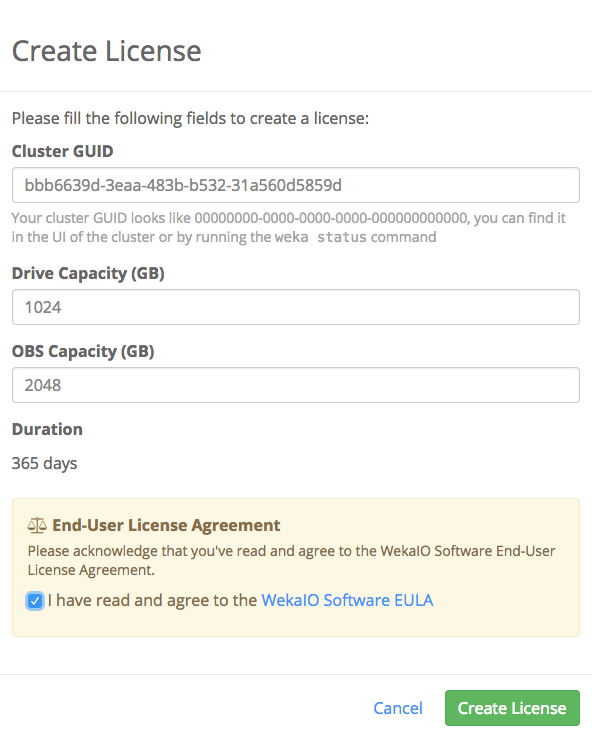 Create License
Please fill the following fields to create a license:
Cluster GUID
bbb6639d-3eaa-483b-b532-31a560d5859d
Your cluster GUID looks like 00000000-0000-0000-0000-000000000000, you can find it
in the UI of the cluster or by running the weka status command
Drive Capacity (GB)
1024
OBS Capacity (GB)
2048
Duration
365 days
End-User License Agreement
Please acknowledge that you've read and agree to the WekaIO Software End-User
License Agreement.
I have read and agree to the WekaIO Software EULA
Cancel Create License